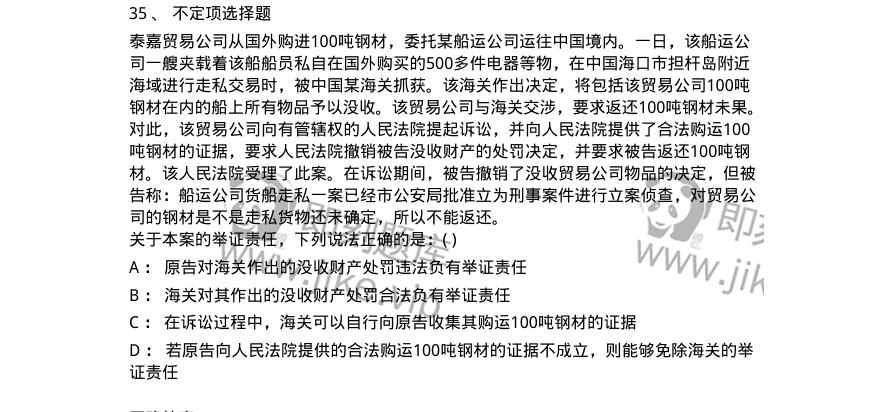 35 、 不定项选择题
泰嘉贸易公司从国外购进100吨钢材，委托某船运公司运往中国境内。一日，该船运公
司一艘夹载着该船船员私自在国外购买的500多件电器等物，在中国海口市担杆岛附近
海域进行走私交易时，被中国某海关抓获。该海关作出决定，将包括该贸易公司100吨
钢材在内的船上所有物品予以没收。该贸易公司与海关交涉，要求返还100吨钢材未果。
对此，该贸易公司向有管辖权的人民法院提起诉讼，并向人民法院提供了合法购运100
吨钢材的证据，要求人民法院撤销被告没收财产的处罚决定，并要求被告返还100吨钢
材。该人民法院受理了此案。在诉讼期间，被告撤销了没收贸易公司物品的决定，但被
告称：船运公司货船走私一案已经市公安局批准立为刑事案件进行立案侦查，对贸易公
司的钢材是不是走私货物还未确定，所以不能返还。
关于本案的举证责任，下列说法正确的是：( )
A ： 原告对海关作出的没收财产处罚违法负有举证责任
B ： 海关对其作出的没收财产处罚合法负有举证责任
C ： 在诉讼过程中，海关可以自行向原告收集其购运100吨钢材的证据
D ： 若原告向人民法院提供的合法购运100吨钢材的证据不成立，则能够免除海关的举
证责任
即刻题库
www.jike.vip
即刻
www.jik